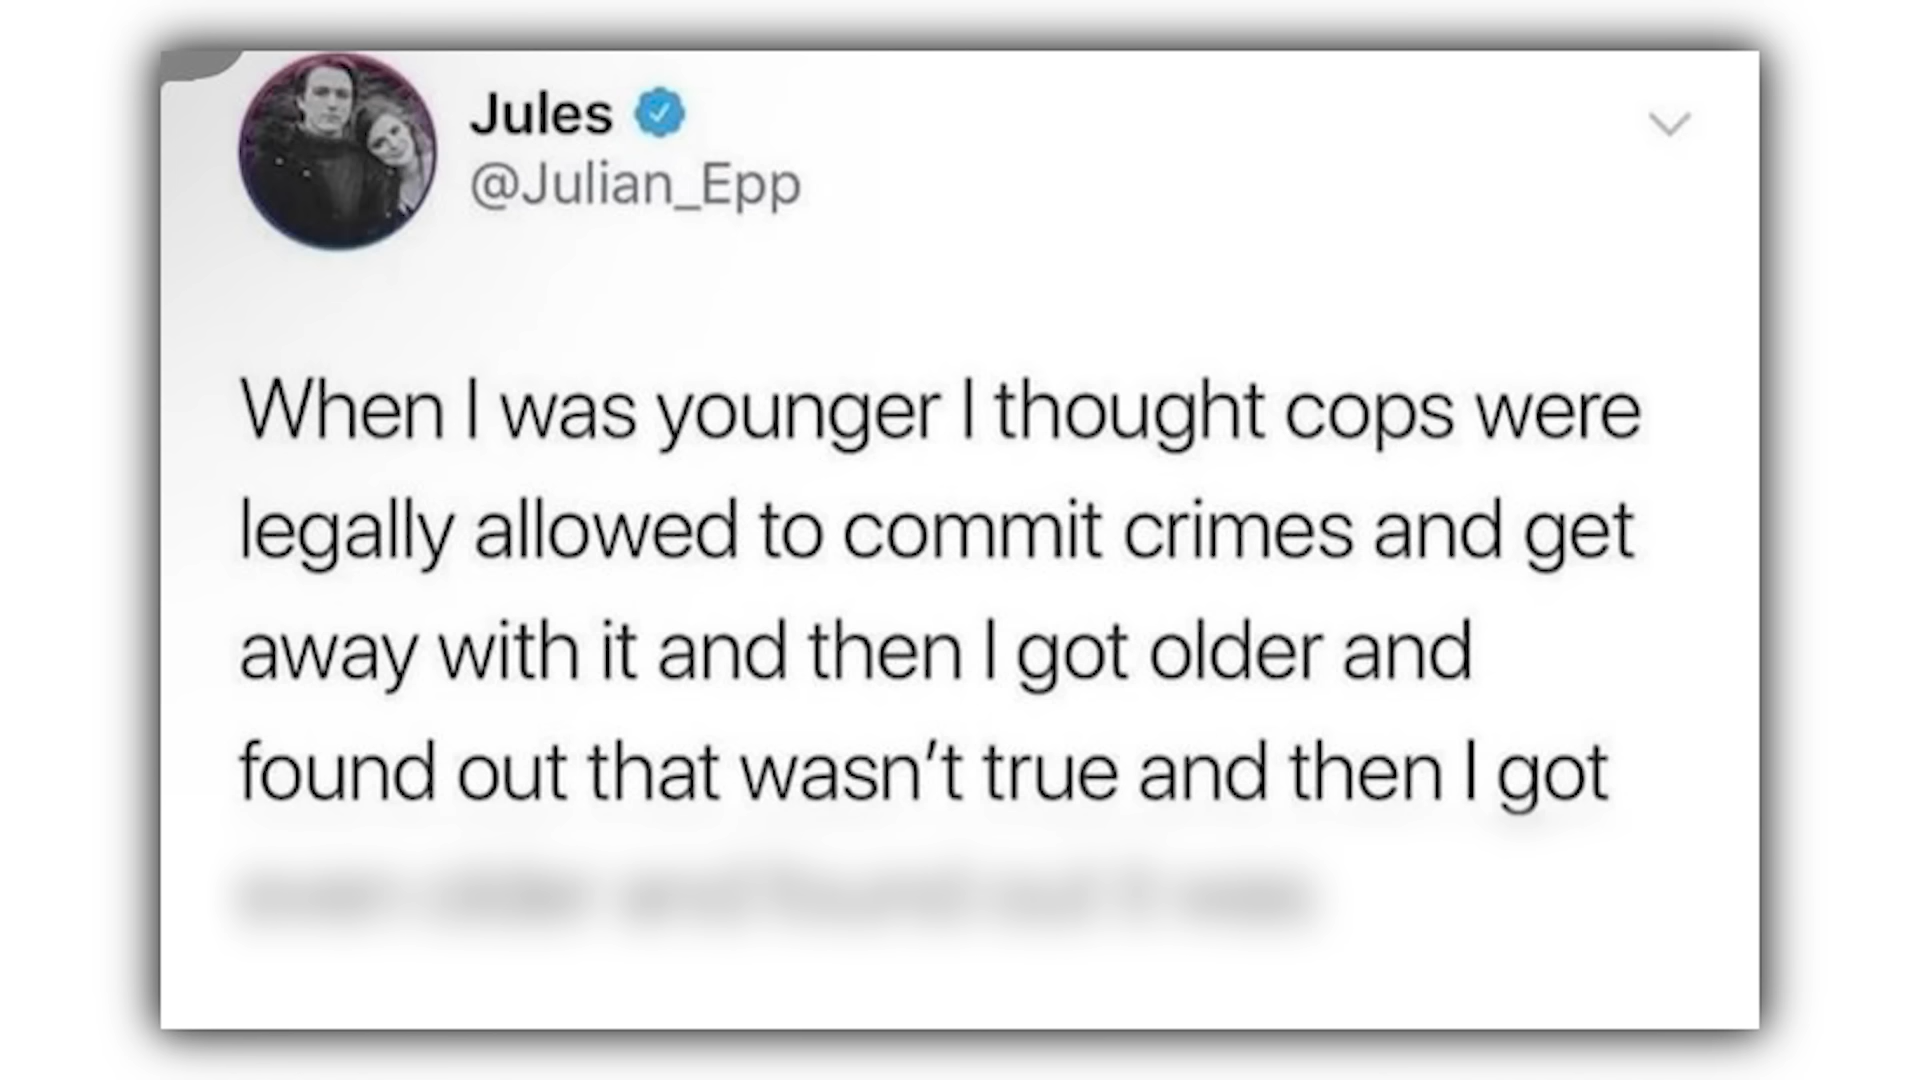 Jules
@Julian_Epp
When I was younger I thought cops were
legally allowed to commit crimes and get
away with it and then I got older and
found out that wasn't true and then I got